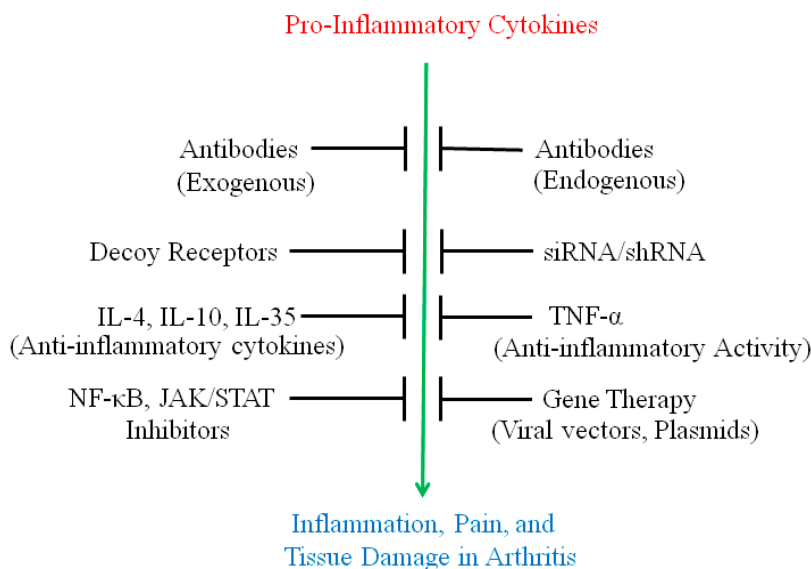 Pro-Inflammatory Cytokines
Antibodies
(Exogenous)
Antibodies
(Endogenous)
Decoy Receptors
siRNA/shRNA
IL-4, IL-10, IL-35
(Anti-inflammatory cytokines)
TNF-α
(Anti-inflammatory Activity)
NF-κB, JAK/STAT
Inhibitors
Gene Therapy
(Viral vectors, Plasmids)
Inflammation, Pain, and
Tissue Damage in Arthritis